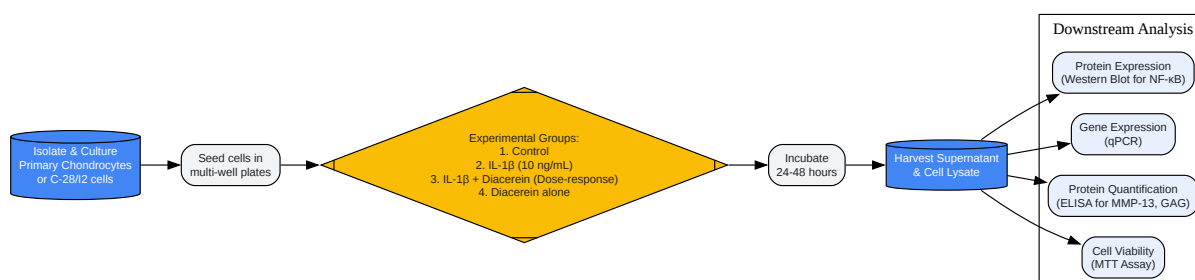 Isolate & Culture
Primary Chondrocytes
or C-28/I2 cells
Seed cells in
multi-well plates
Experimental Groups:
1. Control
2. IL-1β (10 ng/mL)
3. IL-1β + Diacerein (Dose-response)
4. Diacerein alone
Incubate
24-48 hours
Harvest Supernatant
& Cell Lysate
Downstream Analysis
Protein Expression
(Western Blot for NF-κB)
Gene Expression
(qPCR)
Protein Quantification
(ELISA for MMP-13, GAG)
Cell Viability
(MTT Assay)